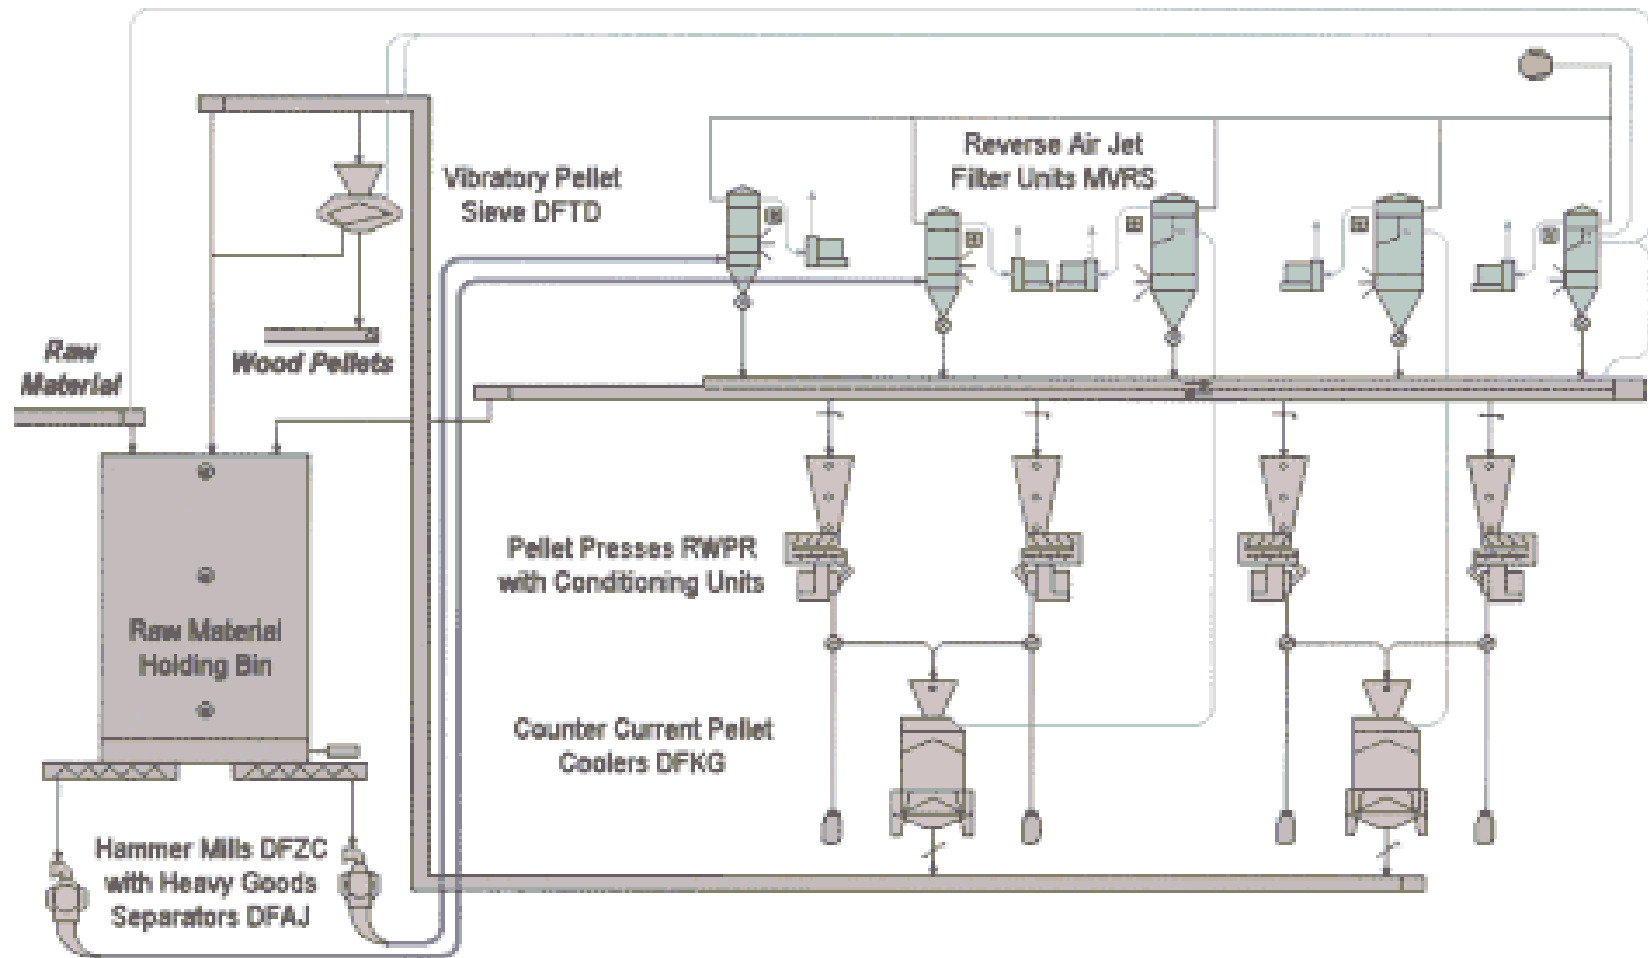 Reverse Air Jet
Filter Units MVRS
Vibratory Pellet
Sieve DFTD
Raw
Material
Wood Pellets
Pellet Presses RWPR
with Conditioning Units
Raw Material
Holding Bin
Counter Current Pellet
Coolers DFKG
Hammer Mills DFZC
with Heavy Goods
Separators DFAJ